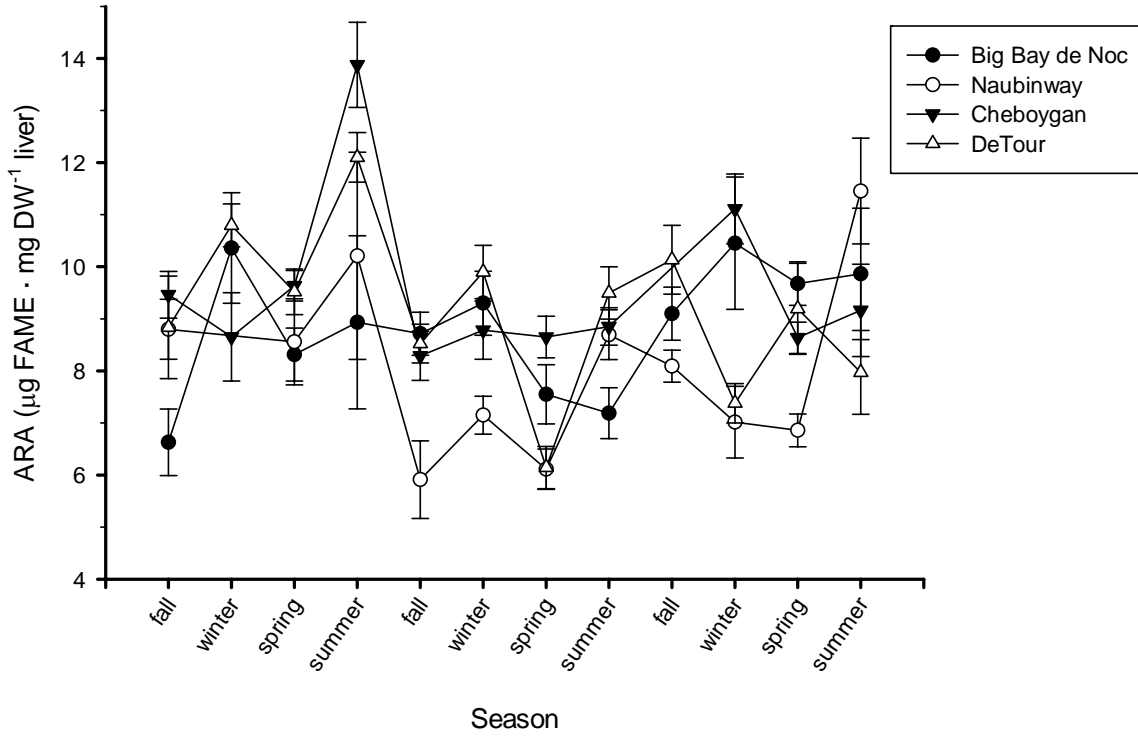 14
12
10
8
6
4
ARA (μg FAME · mg DW⁻¹ liver)
Big Bay de Noc
Naubinway
Cheboygan
DeTour
fall
winter
spring
summer
fall
winter
spring
summer
fall
winter
spring
summer
Season